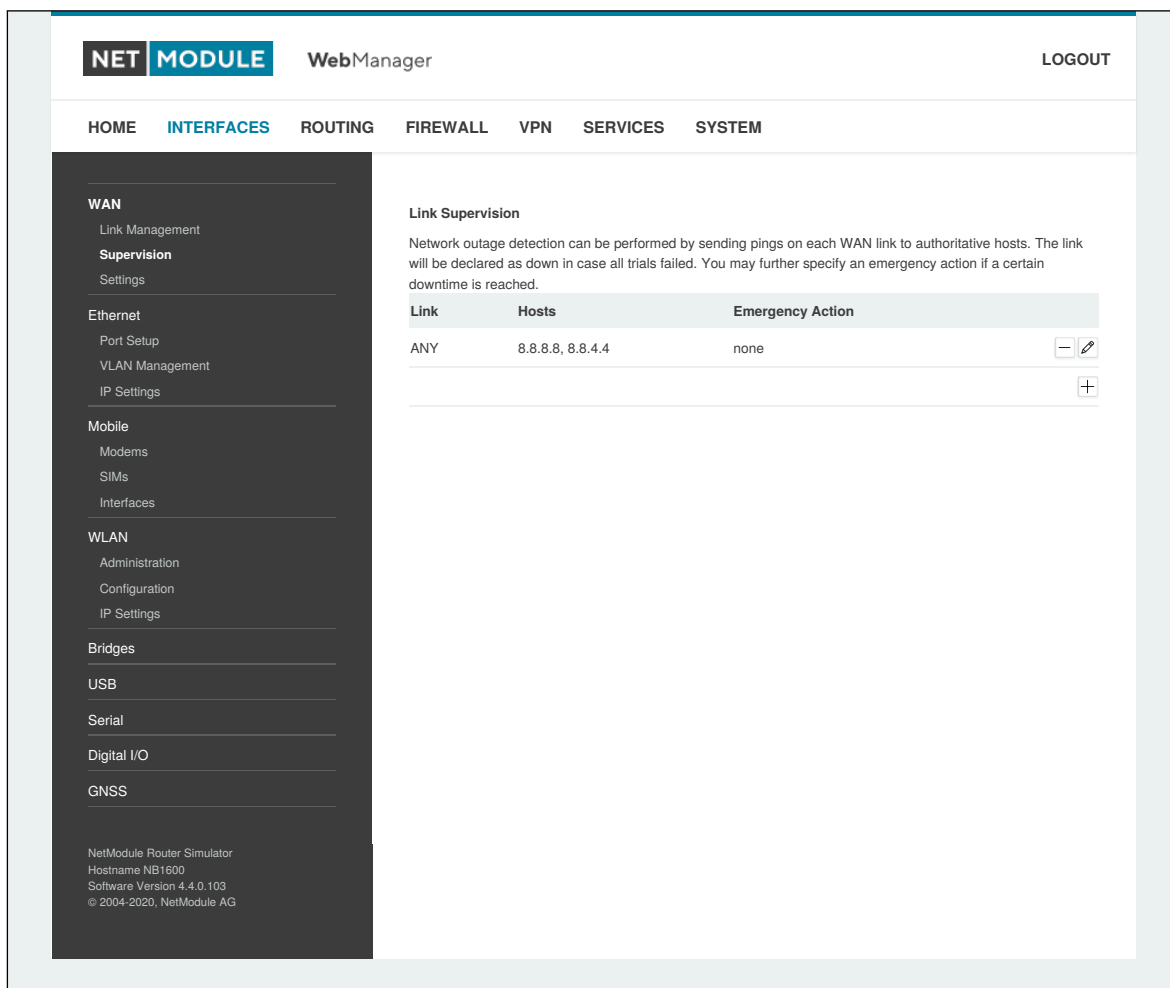 NET MODULE WebManager
LOGOUT
HOME INTERFACES ROUTING FIREWALL VPN SERVICES SYSTEM
WAN
Link Management
Supervision
Settings
Ethernet
Port Setup
VLAN Management
IP Settings
Mobile
Modems
SIMs
Interfaces
WLAN
Administration
Configuration
IP Settings
Bridges
USB
Serial
Digital I/O
GNSS
NetModule Router Simulator
Hostname NB1600
Software Version 4.4.0.103
© 2004-2020, NetModule AG
Link Supervision
Network outage detection can be performed by sending pings on each WAN link to authoritative hosts. The link
will be declared as down in case all trials failed. You may further specify an emergency action if a certain
downtime is reached.
Link Hosts Emergency Action
ANY 8.8.8.8, 8.8.4.4 none